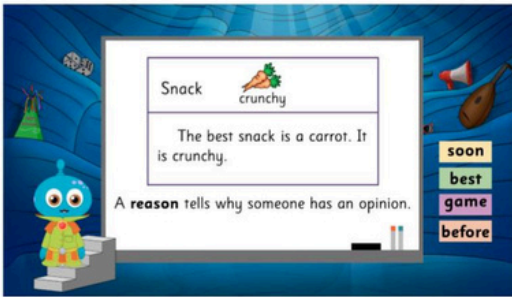 Snack
crunchy
The best snack is a carrot. It
is crunchy.
A reason tells why someone has an opinion.
soon
best
game
before